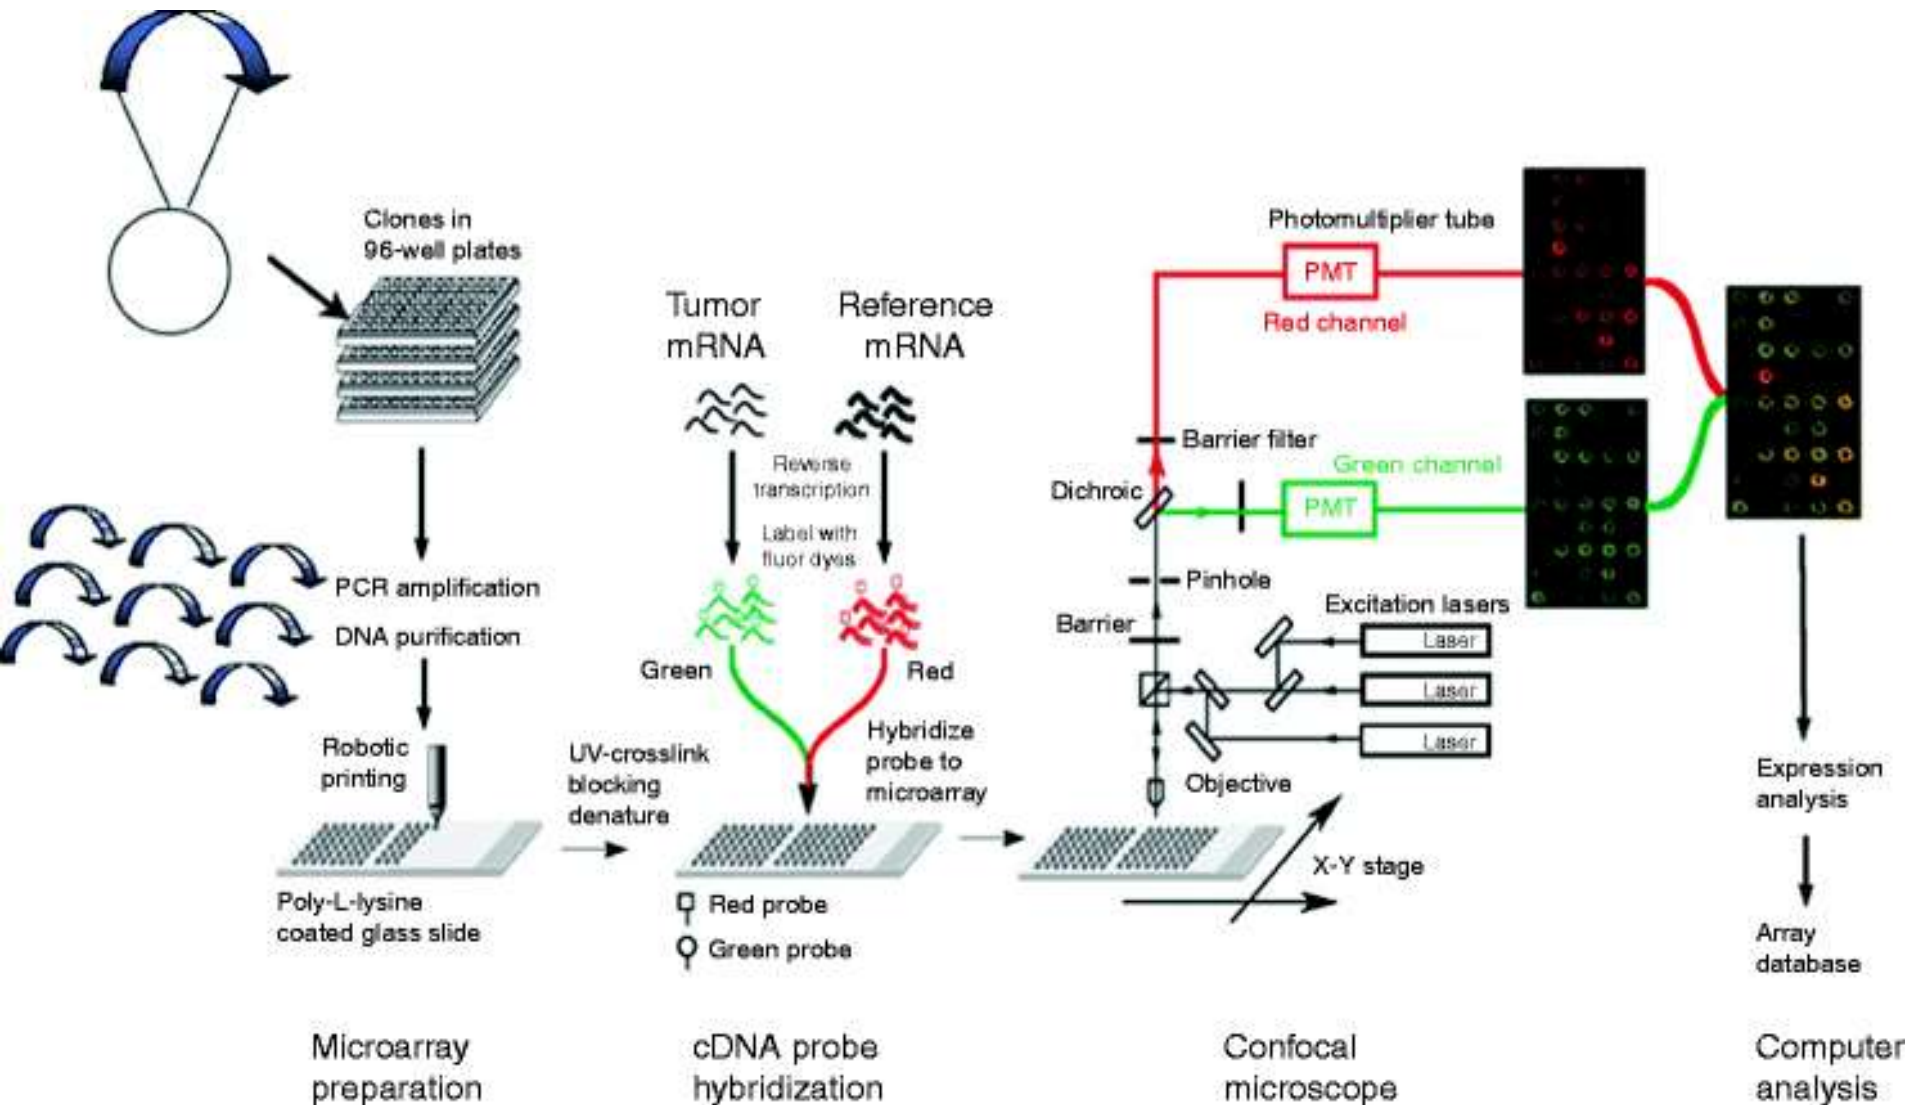 Clones in
96-well plates
PCR amplification
DNA purification
Robotic
printing
Poly-L-lysine
coated glass slide
UV-crosslink
blocking
denature
Tumor
mRNA
Reference
mRNA
Reverse
transcription
Label with
fluor dyes
Green
Red
Hybridize
probe to
microarray
Red probe
Green probe
Photomultiplier tube
PMT
Red channel
Barrier filter
Green channel
Dichroic
PMT
Pinhole
Excitation lasers
Barrier
Laser
Laser
Laser
Objective
X-Y stage
Expression
analysis
Array
database
Microarray
preparation
cDNA probe
hybridization
Confocal
microscope
Computer
analysis